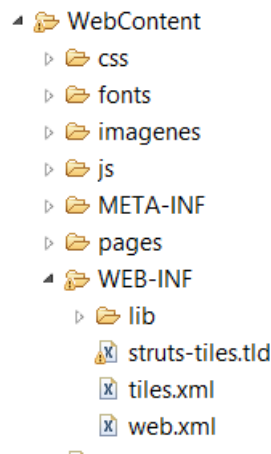 WebContent
css
fonts
imagenes
js
META-INF
pages
WEB-INF
lib
struts-tiles.tld
tiles.xml
web.xml